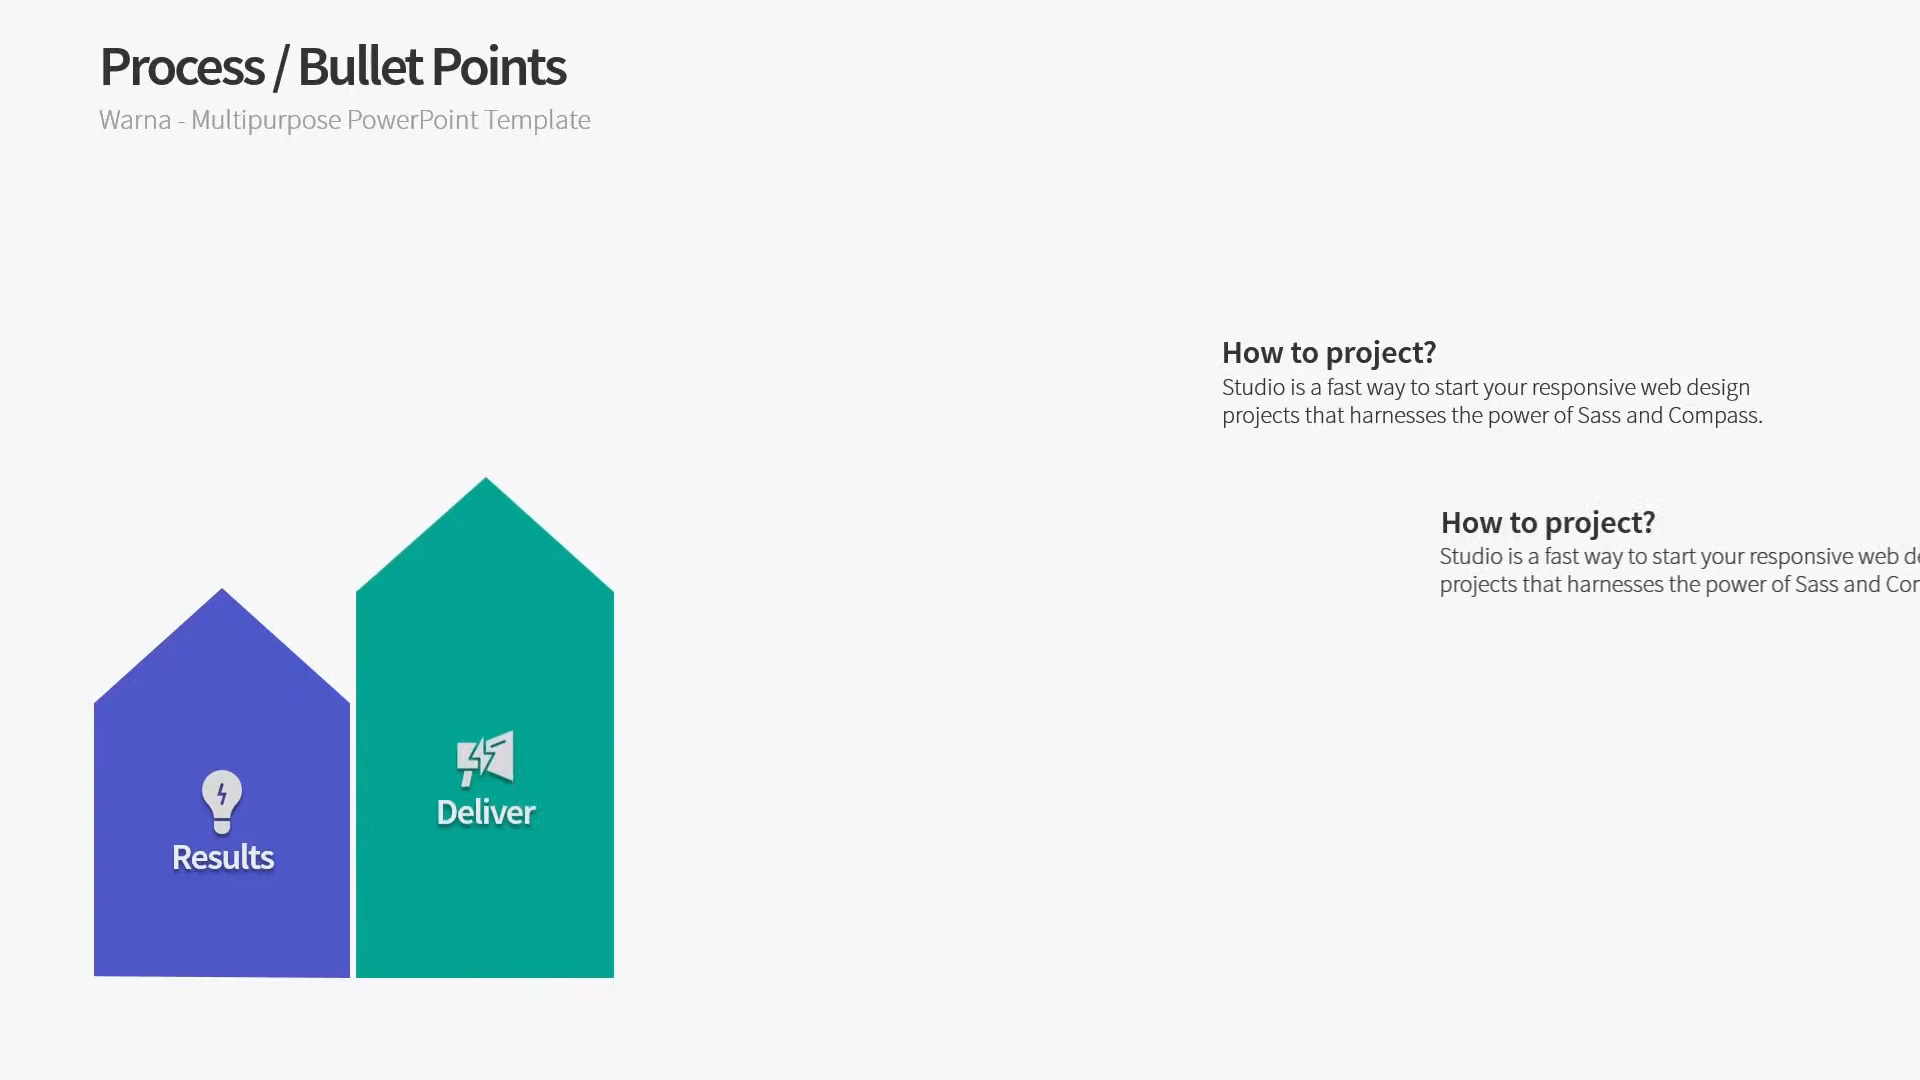 Process / Bullet Points
Warna - Multipurpose PowerPoint Template
How to project?
Studio is a fast way to start your responsive web design
projects that harnesses the power of Sass and Compass.
How to project?
Studio is a fast way to start your responsive web
projects that harnesses the power of Sass and
Deliver
Results